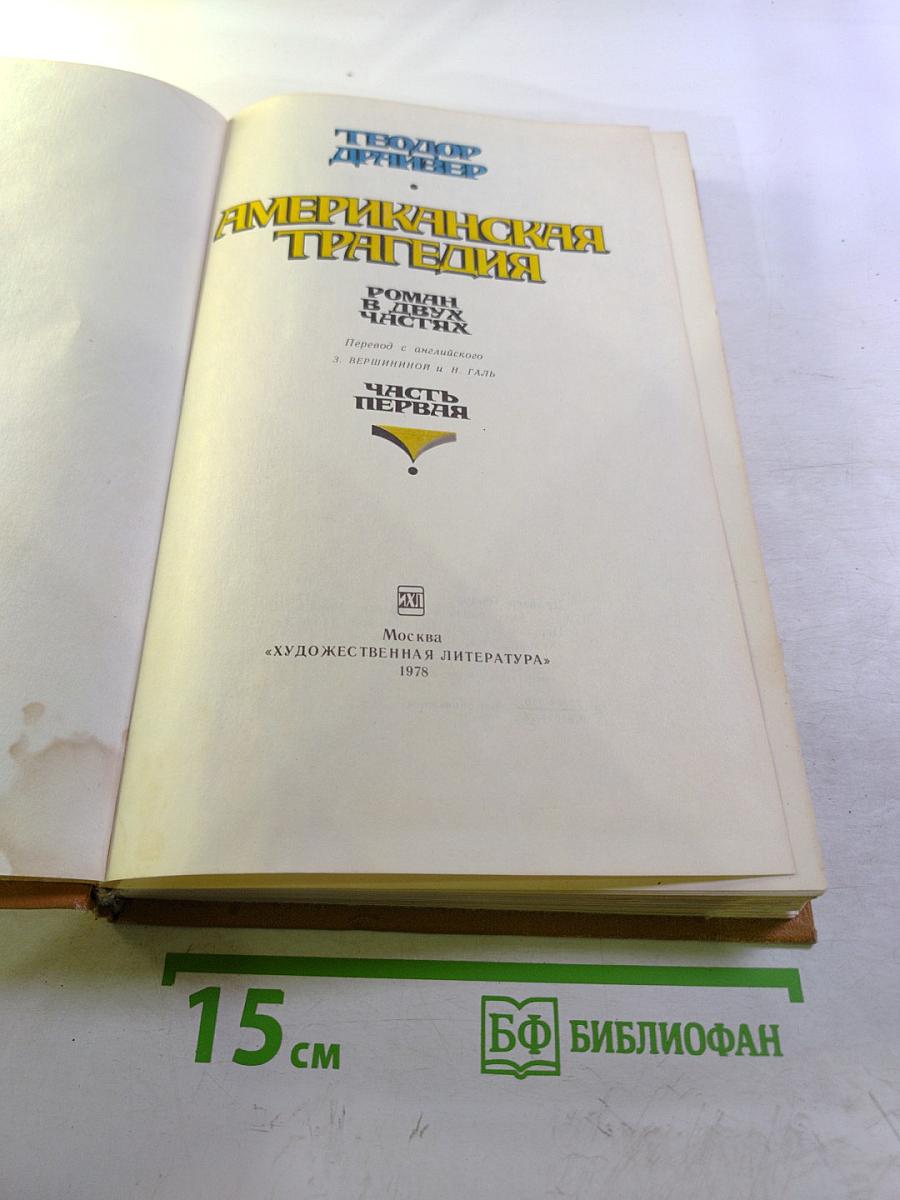 ТЕОДОР
ДРАЙЗЕР
АМЕРИКАНСКАЯ
ТРАГЕДИЯ
РОМАН
В ДВУХ
ЧАСТЯХ
Перевод с английского
З. ВЕРШИНИНОЙ и Н. ГАЛЬ
ЧАСТЬ
ПЕРВАЯ
ИХЛ
Москва
«ХУДОЖЕСТВЕННАЯ ЛИТЕРАТУРА»
1978
15 см
БФ БИБЛИОФАН